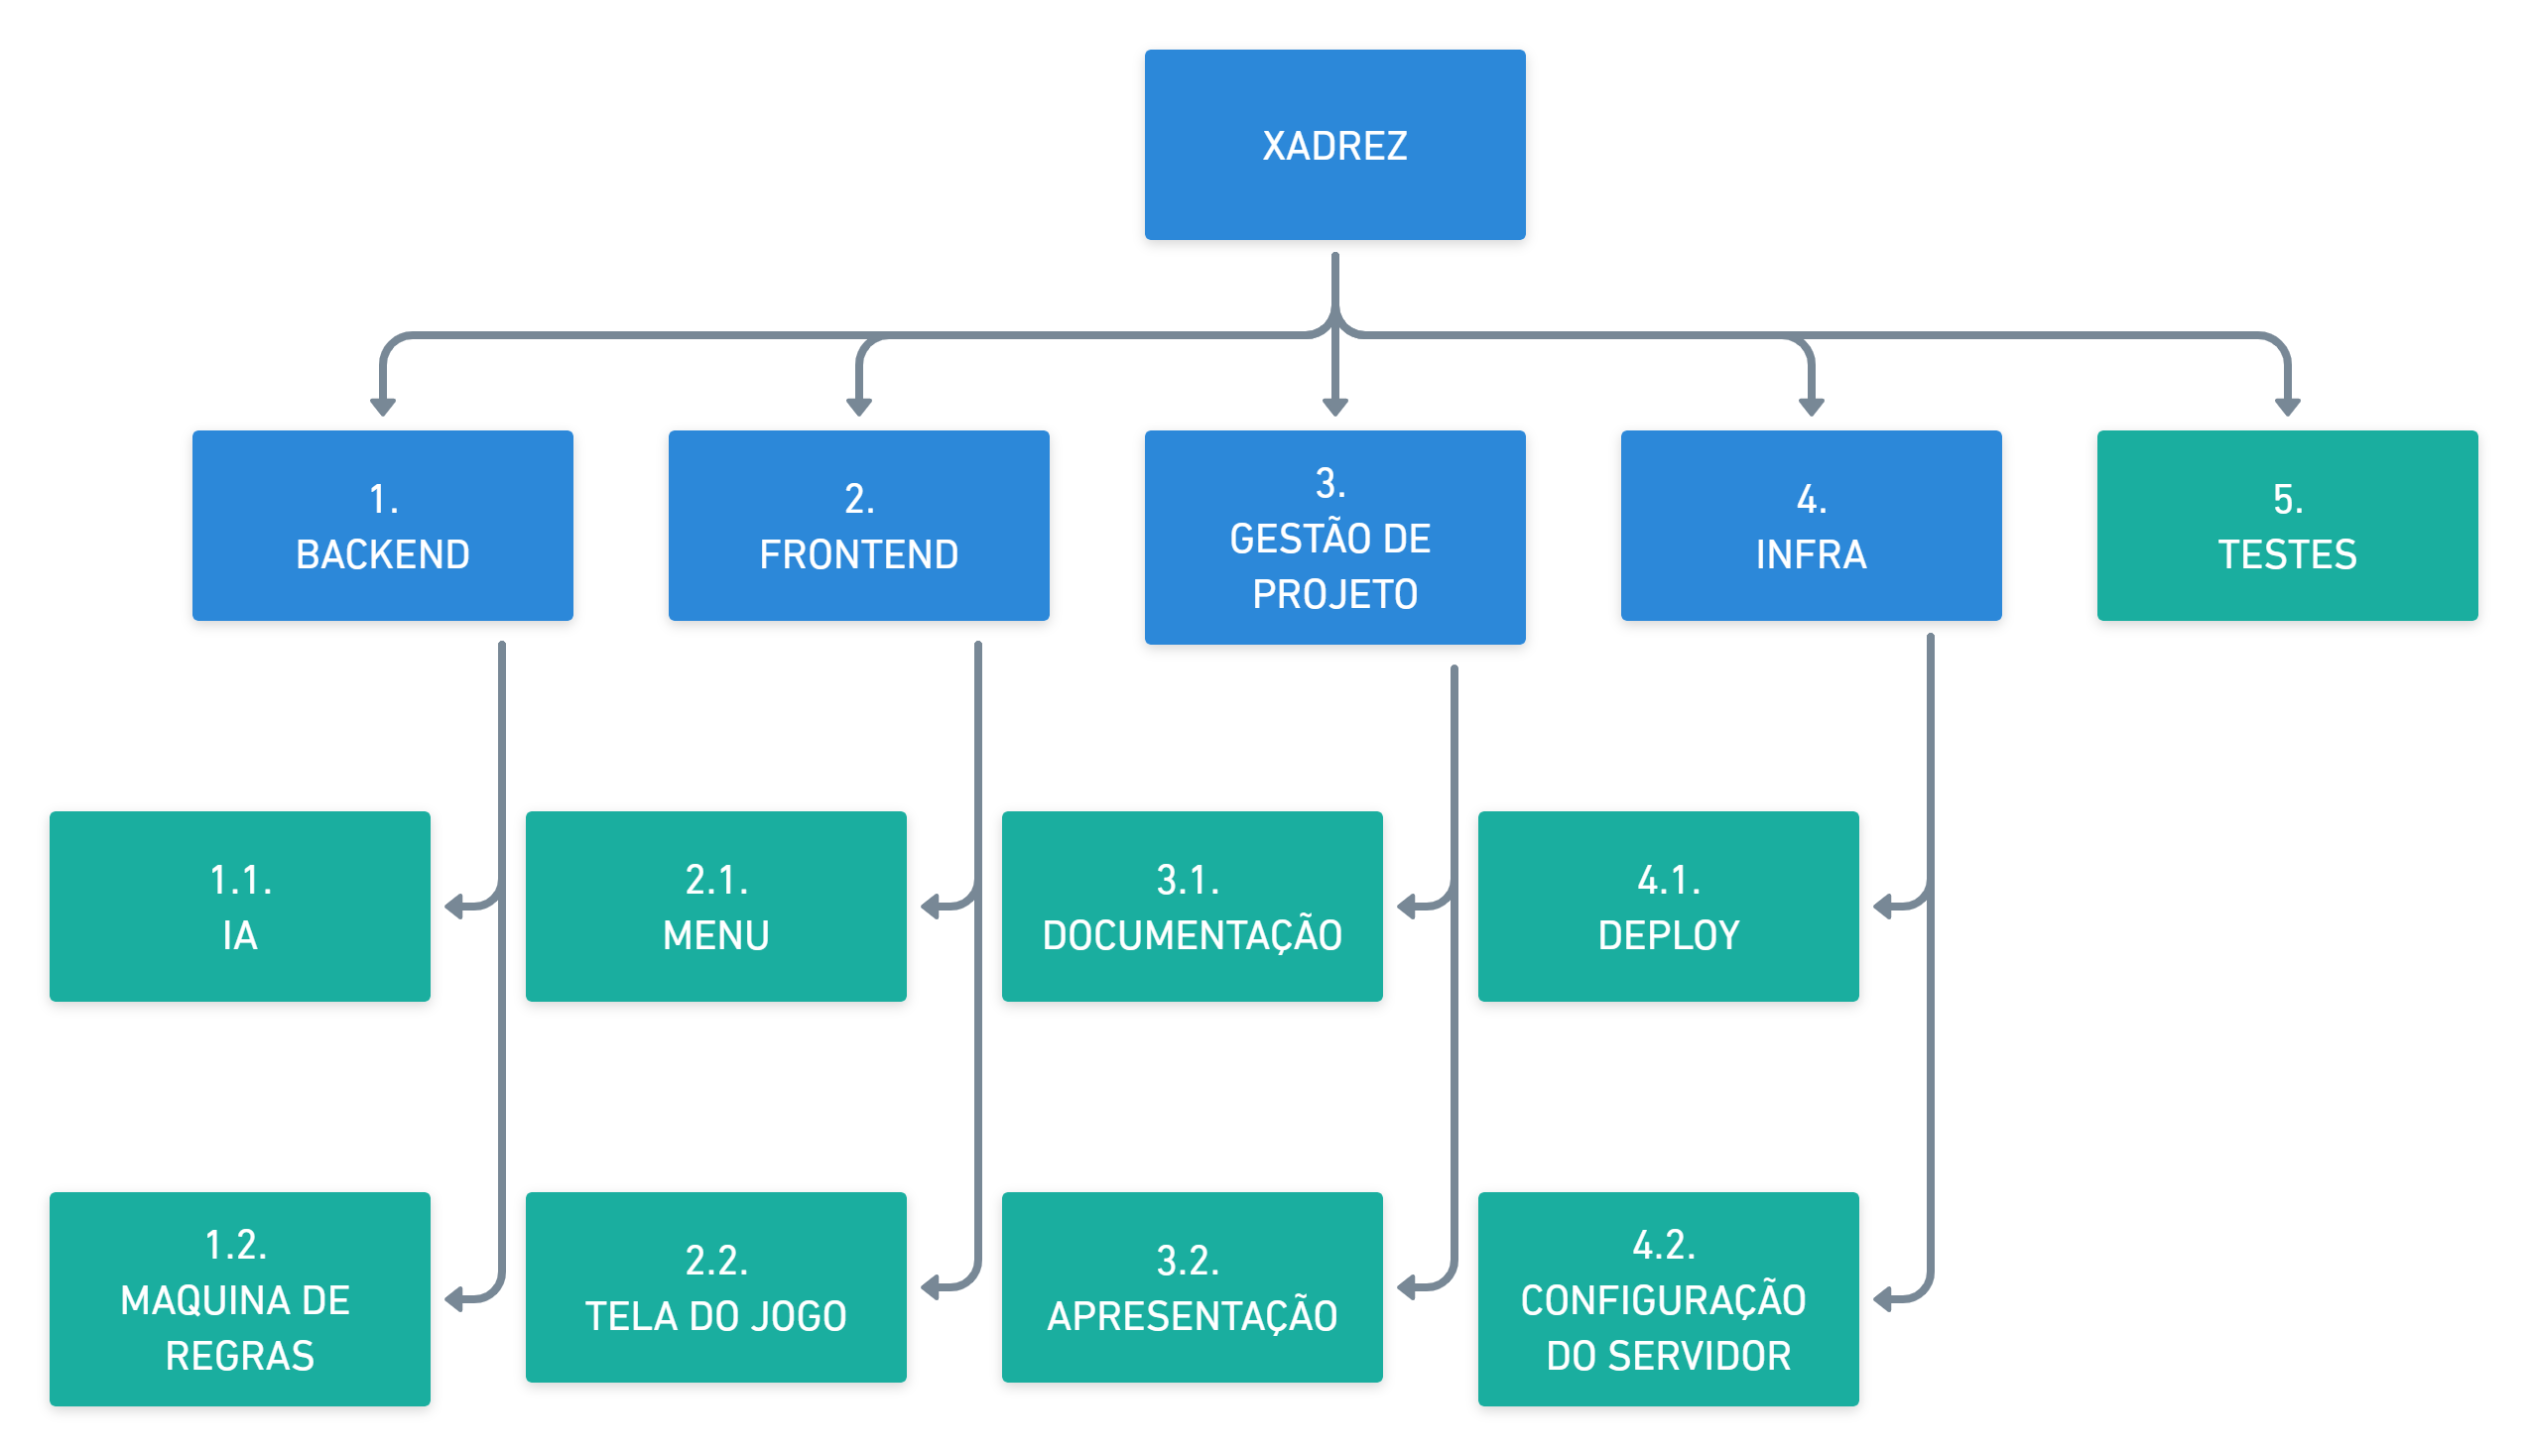 XADREZ
1.
BACKEND
2.
FRONTEND
3.
GESTÃO DE
PROJETO
4.
INFRA
5.
TESTES
1.1.
IA
2.1.
MENU
3.1.
DOCUMENTAÇÃO
4.1.
DEPLOY
1.2.
MAQUINA DE
REGRAS
2.2.
TELA DO JOGO
3.2.
APRESENTAÇÃO
4.2.
CONFIGURAÇÃO
DO SERVIDOR